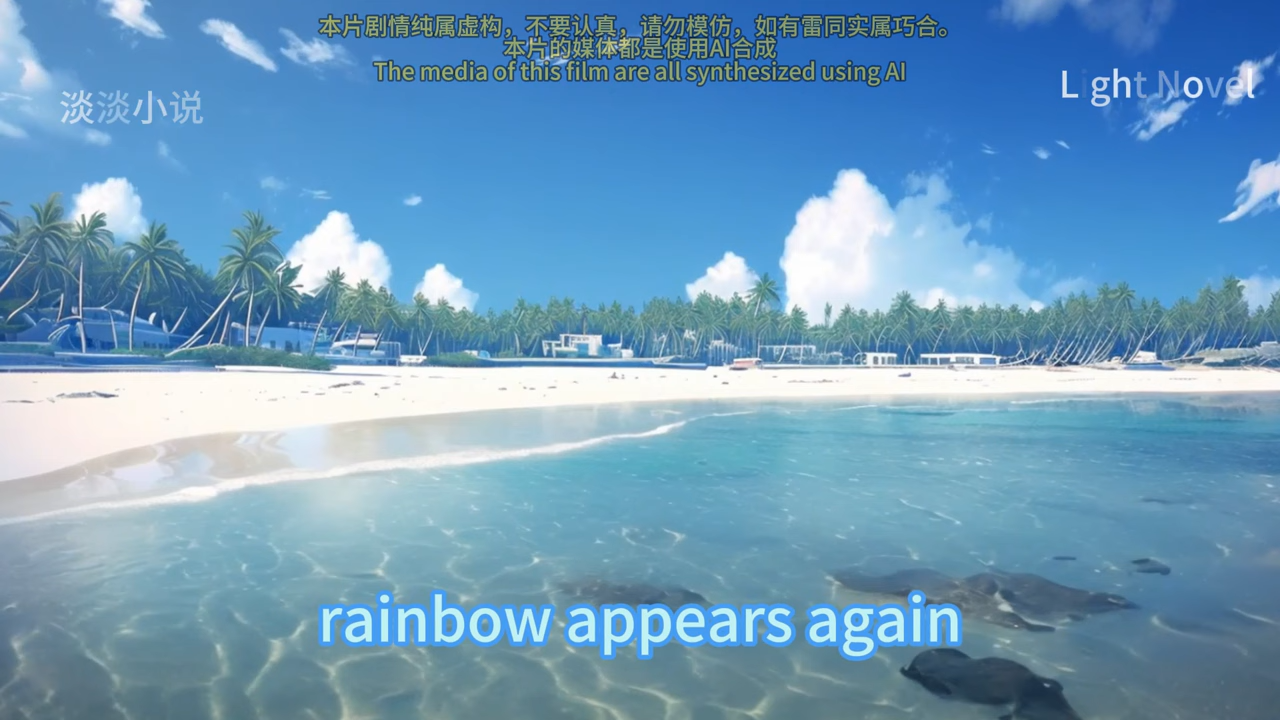 本片剧情纯属虚构，不要认真，请勿模仿，如有雷同实属巧合。
本片的媒体都是使用AI合成
The media of this film are all synthesized using AI
淡淡小说
Light Novel
rainbow appears again